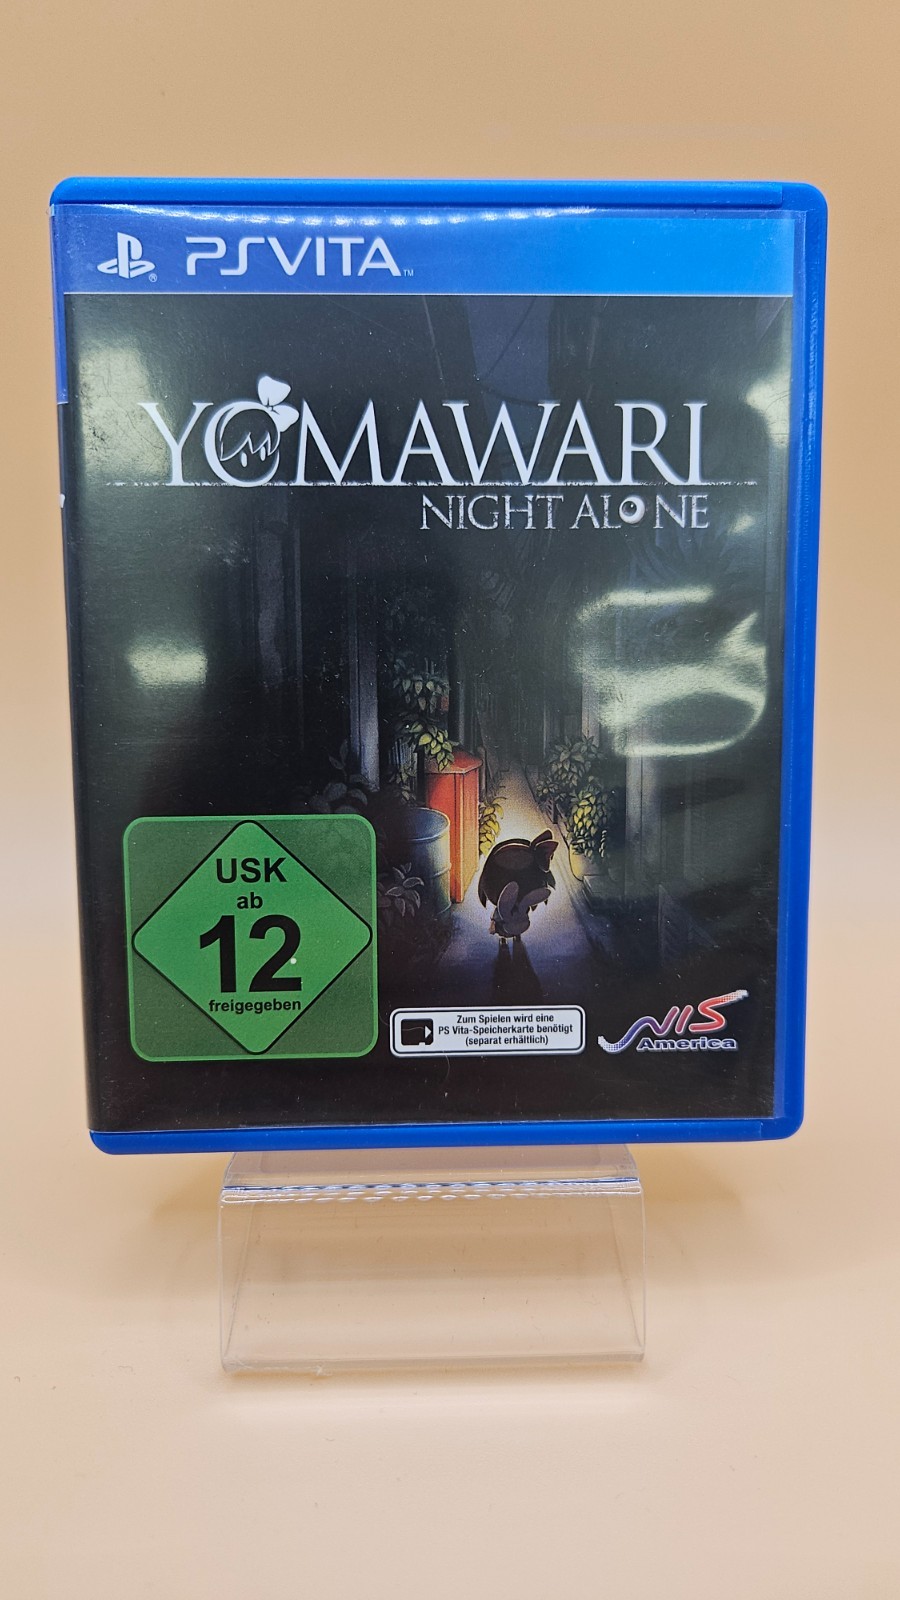 PSVITA™
YOMAWARI
NIGHT ALONE
USK
ab
12
freigegeben
Zum Spielen wird eine
PS Vita-Speicherkarte benötigt
(separat erhältlich)
NIS
America